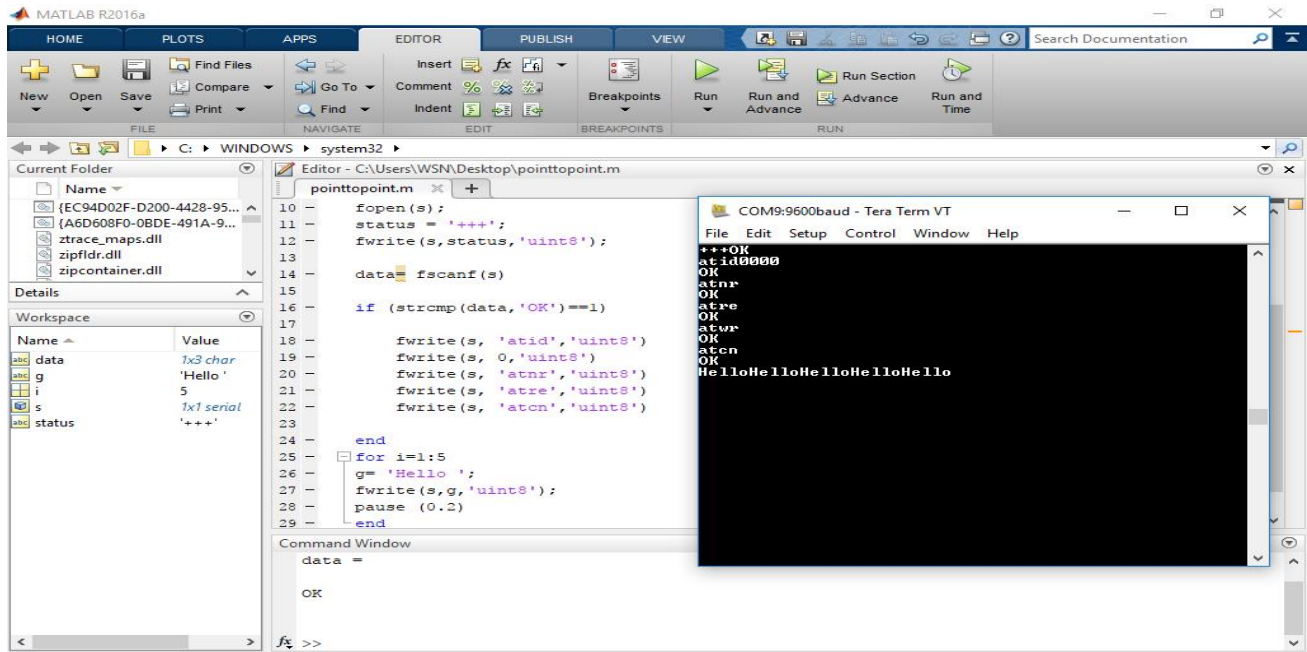 MATLAB R2016a
HOME PLOTS APPS EDITOR PUBLISH VIEW Search Documentation
New Open Save Find Files Compare Print
FILE
Go To Find
NAVIGATE
Insert fx
Comment
Indent
EDIT
Breakpoints
BREAKPOINTS
Run Run and Advance Run Section Advance Run and Time
RUN
C: WINDOWS system32
Current Folder
Name
{EC94D02F-D200-4428-95...
{A6D608F0-0BDE-491A-9...
ztrace_maps.dll
zipfldr.dll
zipcontainer.dll
Details
Workspace
Name Value
data 1x3 char
g 'Hello '
i 5
s 1x1 serial
status '+++'
Editor - C:\Users\WSN\Desktop\pointtopoint.m
pointtopoint.m
10 - fopen(s);
11 - status = '+++';
12 - fwrite(s,status,'uint8');
13
14 - data= fscanf(s)
15
16 - if (strcmp(data,'OK')==1)
17
18 - fwrite(s, 'atid','uint8')
19 - fwrite(s, 0,'uint8')
20 - fwrite(s, 'atnr','uint8')
21 - fwrite(s, 'atre','uint8')
22 - fwrite(s, 'atcn','uint8')
23
24 - end
25 - for i=1:5
26 - g= 'Hello ';
27 - fwrite(s,g,'uint8');
28 - pause (0.2)
29 - end
Command Window
data =
OK
fx >>
COM9:9600baud - Tera Term VT
File Edit Setup Control Window Help
+++OK
atid0000
OK
atnr
OK
atre
OK
atwr
OK
atcn
OK
HelloHelloHelloHelloHello